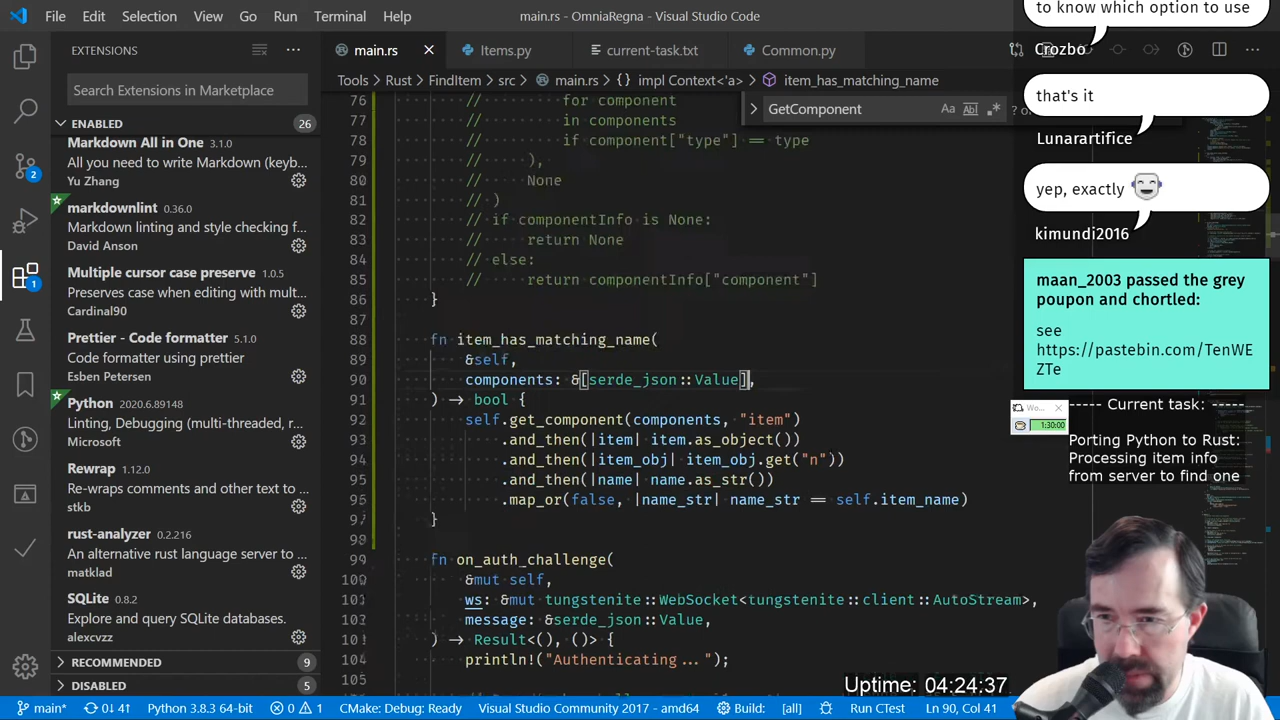 File Edit Selection View Go Run Terminal Help
main.rs - OmniaRegna - Visual Studio Code
EXTENSIONS
Search Extensions in Marketplace
ENABLED 26
Markdown All in One 3.1.0
All you need to write Markdown (keyb...
Yu Zhang
markdownlint 0.36.0
Markdown linting and style checking f...
David Anson
Multiple cursor case preserve 1.0.5
Preserves case when editing with mult...
Cardinal90
Prettier - Code formatter 5.1.0
Code formatter using prettier
Esben Petersen
Python 2020.6.89148
Linting, Debugging (multi-threaded, r...
Microsoft
Rewrap 1.12.0
Re-wraps comments and other text to ...
stkb
rust-analyzer 0.2.216
An alternative rust language server to ...
matklad
SQLite 0.8.2
Explore and query SQLite databases.
alexcvzz
RECOMMENDED 9
DISABLED 5
2
1
main.rs Items.py current-task.txt Common.py
Tools > Rust > FindItem > src > main.rs > {} impl Context<'a> > item_has_matching_name
GetComponent Aa Abl .* ? o
76 // for component
77 // in components
78 // if component["type"] == type
79 // ),
80 // None
81 // )
82 // if componentInfo is None:
83 // return None
84 // else:
85 // return componentInfo["component"]
86 }
87
88 fn item_has_matching_name(
89 &self,
90 components: &[serde_json::Value],
91 ) -> bool {
92 self.get_component(components, "item")
93 .and_then(|item| item.as_object())
94 .and_then(|item_obj| item_obj.get("n"))
95 .and_then(|name| name.as_str())
96 .map_or(false, |name_str| name_str == self.item_name)
97 }
98
99 fn on_auth_challenge(
100 &mut self,
101 ws: &mut tungstenite::WebSocket<tungstenite::client::AutoStream>,
102 message: &serde_json::Value,
103 ) -> Result<(), ()> {
104 println!("Authenticating...");
105
to know which option to use
Crozbo
that's it
Lunarartifice
yep, exactly
kimundi2016
maan_2003 passed the grey
poupon and chortled:
see
https://pastebin.com/TenWE
ZTe
Wo...
1:30:00
----- Current task: -----
Porting Python to Rust:
Processing item info
from server to find one
Uptime: 04:24:37
main* 0↓ 4↑ Python 3.8.3 64-bit 0 1 CMake: Debug: Ready Visual Studio Community 2017 - amd64 Build: [all] Run CTest Ln 90, Col 41